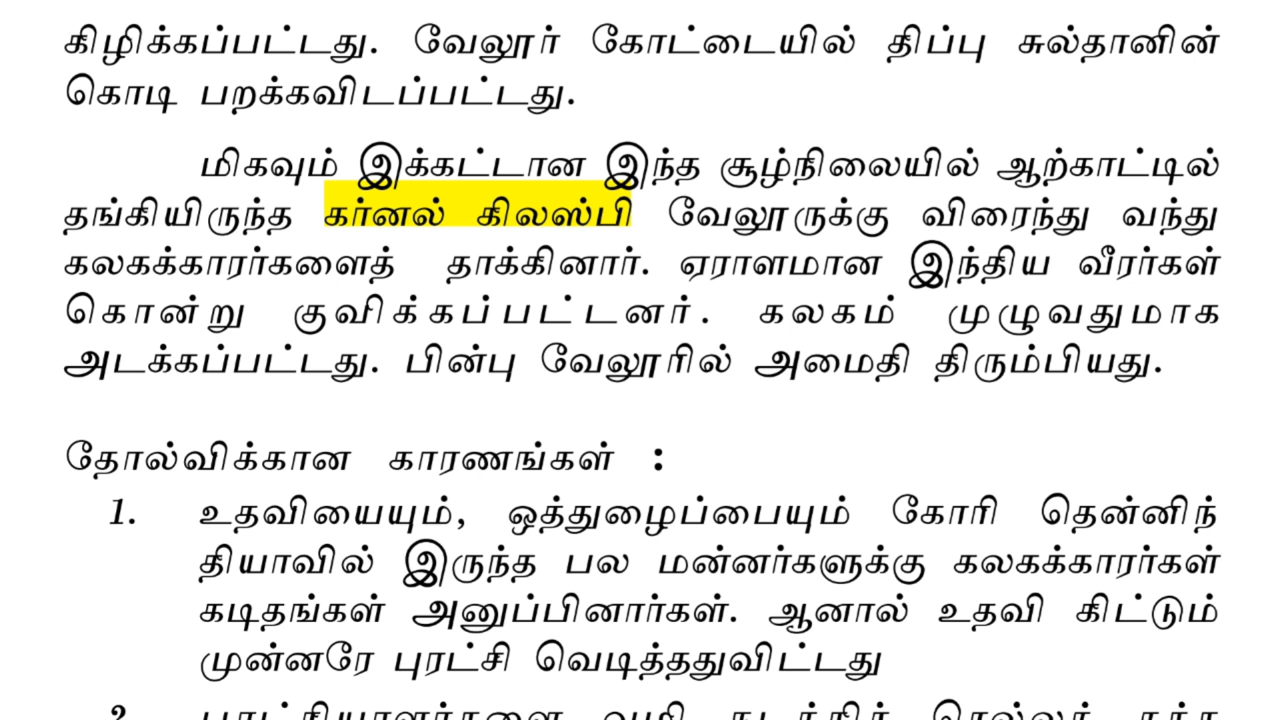 கிழிக்கப்பட்டது. வேலூர் கோட்டையில் திப்பு சுல்தானின்
கொடி பறக்கவிடப்பட்டது.
மிகவும் இக்கட்டான இந்த சூழ்நிலையில் ஆற்காட்டில்
தங்கியிருந்த கர்னல் கிலஸ்பி வேலூருக்கு விரைந்து வந்து
கலகக்காரர்களைத் தாக்கினார். ஏராளமான இந்திய வீரர்கள்
கொன்று குவிக்கப்பட்டனர். கலகம் முழுவதுமாக
அடக்கப்பட்டது. பின்பு வேலூரில் அமைதி திரும்பியது.
தோல்விக்கான காரணங்கள் :
1. உதவியையும், ஒத்துழைப்பையும் கோரி தென்னிந்
தியாவில் இருந்த பல மன்னர்களுக்கு கலகக்காரர்கள்
கடிதங்கள் அனுப்பினார்கள். ஆனால் உதவி கிட்டும்
முன்னரே புரட்சி வெடித்ததுவிட்டது
2.